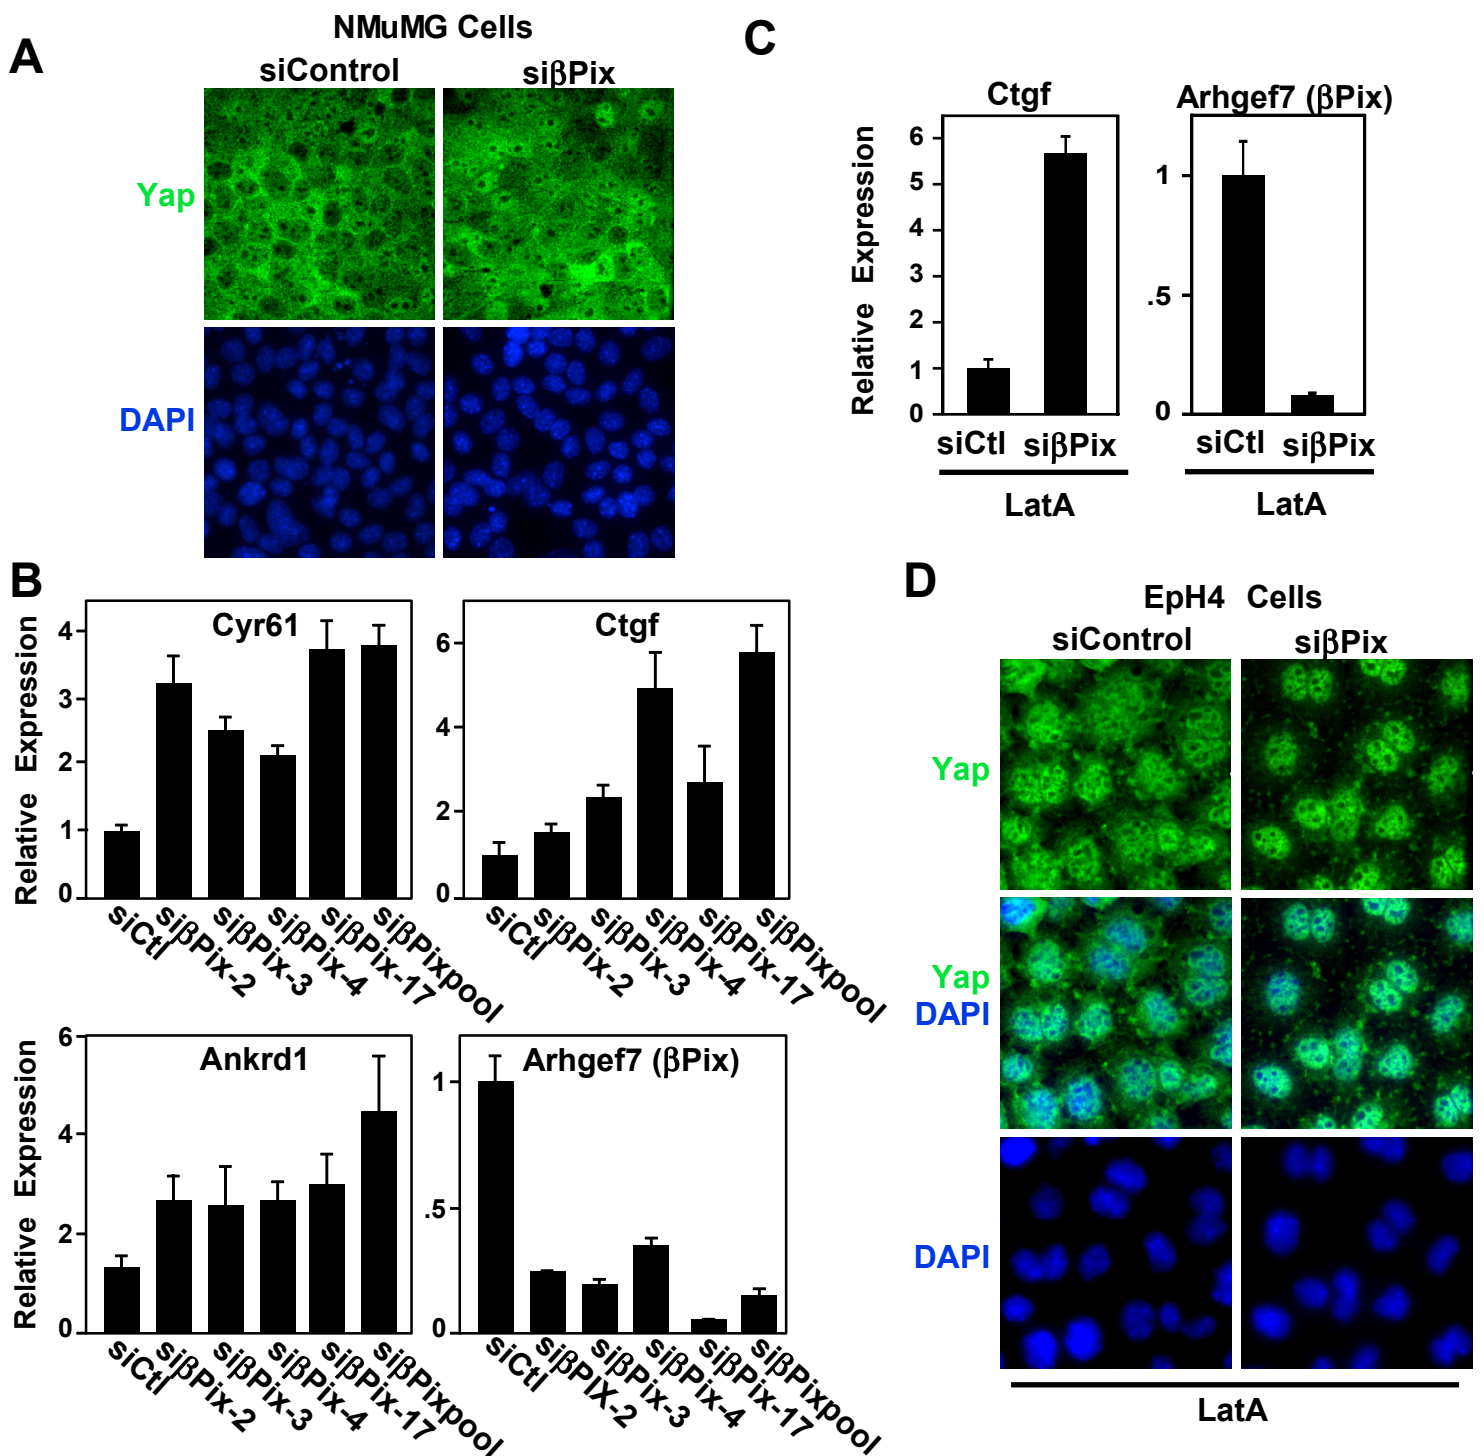 A
NMuMG Cells
siControl
siβPix
Yap
DAPI
C
Ctgf
Arhgef7 (βPix)
Relative Expression
6
5
4
3
2
1
0
1
.5
0
siCtl
siβPix
siCtl
siβPix
LatA
LatA
B
Cyr61
Relative Expression
4
3
2
1
0
siCtl
siβPix-2
siβPix-3
siβPix-4
siβPix-17
siβPixpool
Ctgf
6
4
2
0
siCtl
siβPix-2
siβPix-3
siβPix-4
siβPix-17
siβPixpool
Ankrd1
Relative Expression
6
4
2
0
siCtl
siβPix-2
siβPix-3
siβPix-4
siβPix-17
siβPixpool
Arhgef7 (βPix)
1
.5
0
siCtl
siβPIX-2
siβPix-3
siβPix-4
siβPix-17
siβPixpool
D
EpH4 Cells
siControl
siβPix
Yap
Yap
DAPI
DAPI
LatA